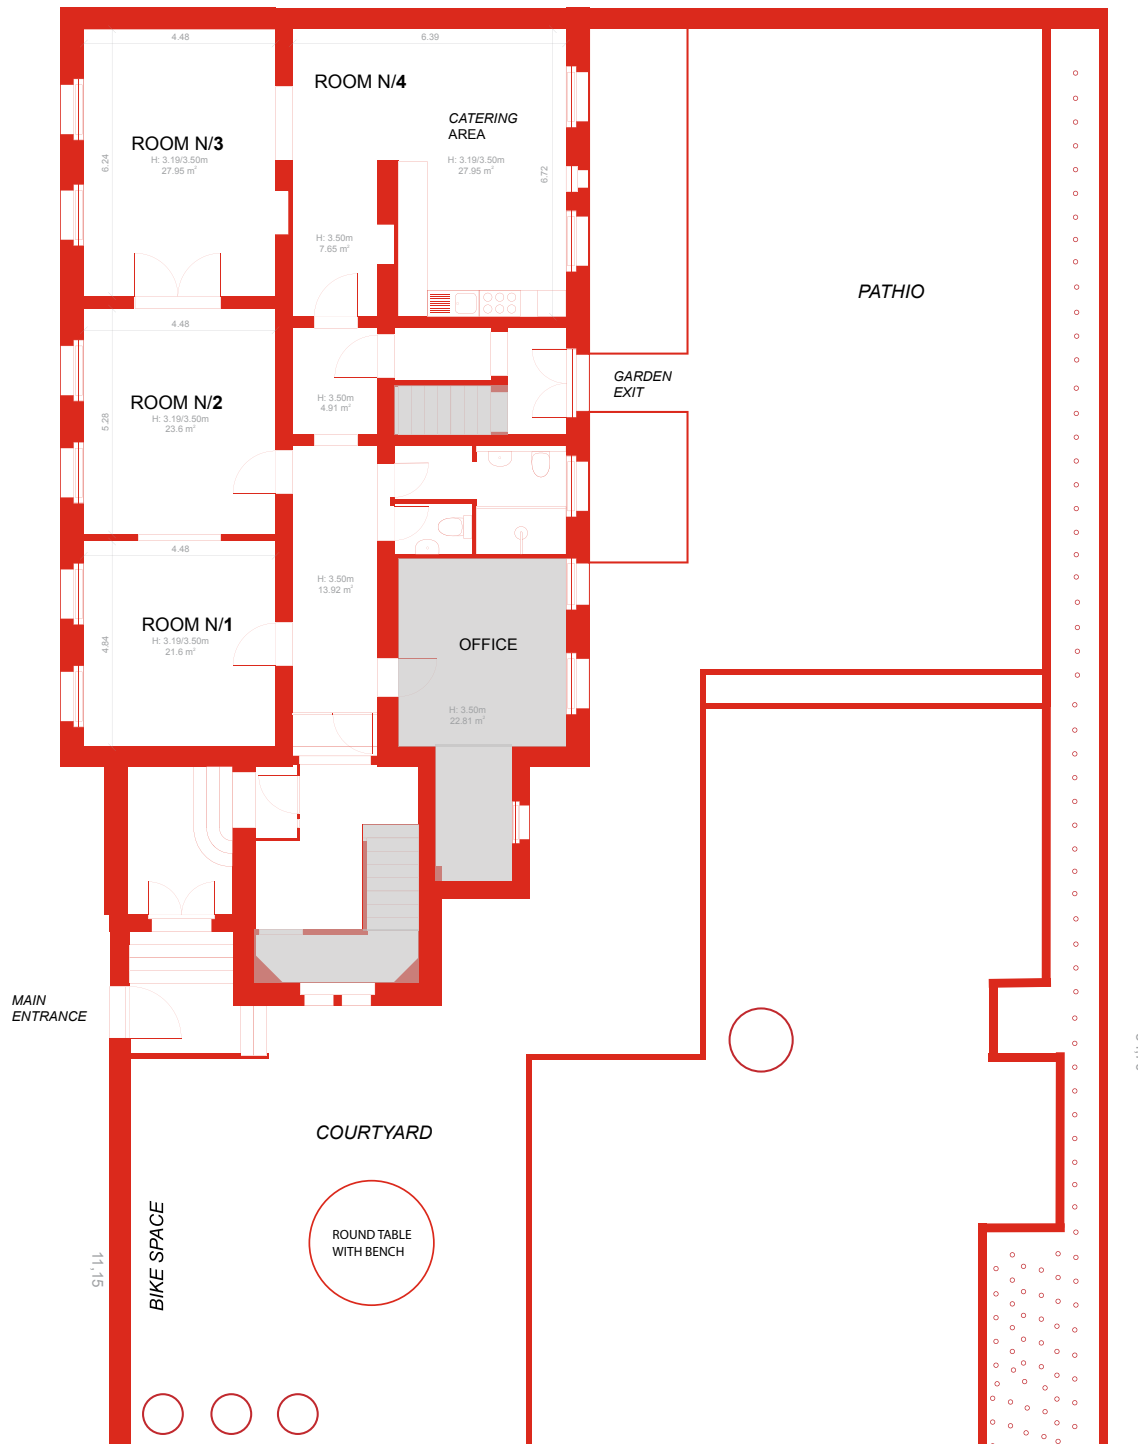 4.48
6.39
ROOM N/4
CATERING
AREA
ROOM N/3
H: 3.19/3.50m
27.95 m²
H: 3.19/3.50m
27.95 m²
6.24
6.72
H: 3.50m
7.65 m²
PATHIO
4.48
GARDEN
EXIT
ROOM N/2
H: 3.19/3.50m
23.6 m²
H: 3.50m
4.91 m²
5.28
4.48
H: 3.50m
13.92 m²
ROOM N/1
H: 3.19/3.50m
21.6 m²
4.84
OFFICE
H: 3.50m
22.81 m²
MAIN
ENTRANCE
COURTYARD
ROUND TABLE
WITH BENCH
BIKE SPACE
11,15